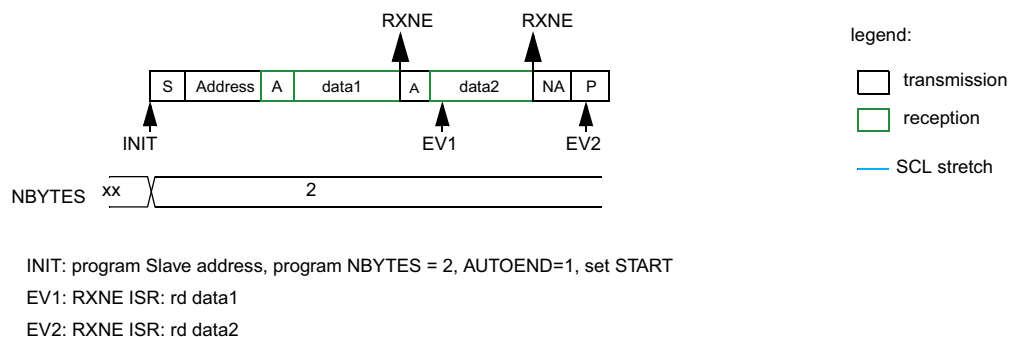 RXNE RXNE
legend:
S Address A data1 A data2 NA P
transmission
reception
INIT EV1 EV2
SCL stretch
NBYTES xx 2
INIT: program Slave address, program NBYTES = 2, AUTOEND=1, set START
EV1: RXNE ISR: rd data1
EV2: RXNE ISR: rd data2